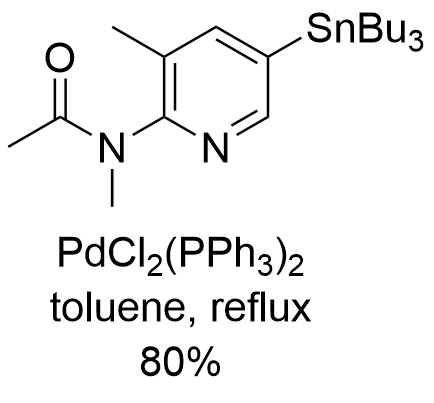 SnBu₃
O
N
N
PdCl₂(PPh₃)₂
toluene, reflux
80%